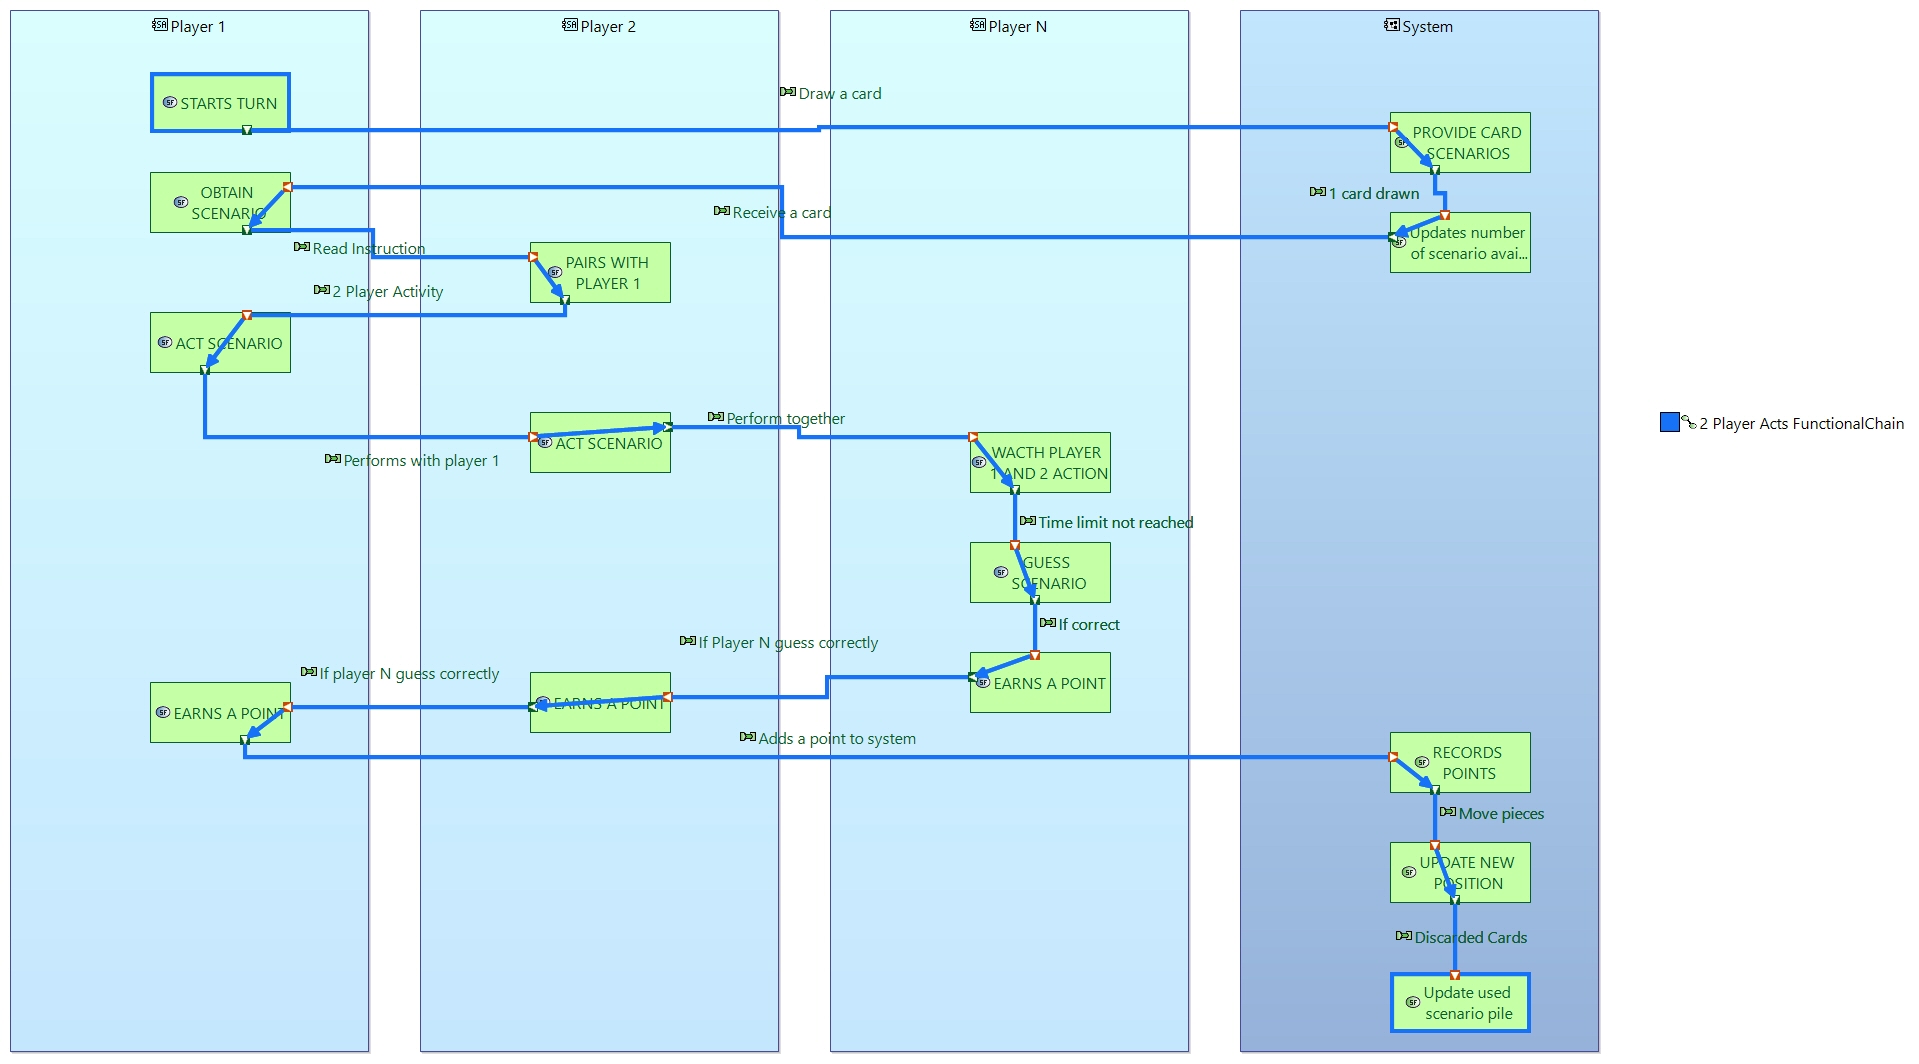 Player 1
Player 2
Player N
System
Draw a card
STARTS TURN
PROVIDE CARD
SCENARIOS
OBTAIN
SCENARIO
1 card drawn
Receive a card
Updates number
of scenario avai...
Read Instruction
PAIRS WITH
PLAYER 1
2 Player Activity
ACT SCENARIO
Perform together
2 Player Acts FunctionalChain
ACT SCENARIO
Performs with player 1
WACTH PLAYER
1 AND 2 ACTION
Time limit not reached
GUESS
SCENARIO
If correct
If Player N guess correctly
If player N guess correctly
EARNS A POINT
EARNS A POINT
EARNS A POINT
Adds a point to system
RECORDS
POINTS
Move pieces
UPDATE NEW
POSITION
Discarded Cards
Update used
scenario pile